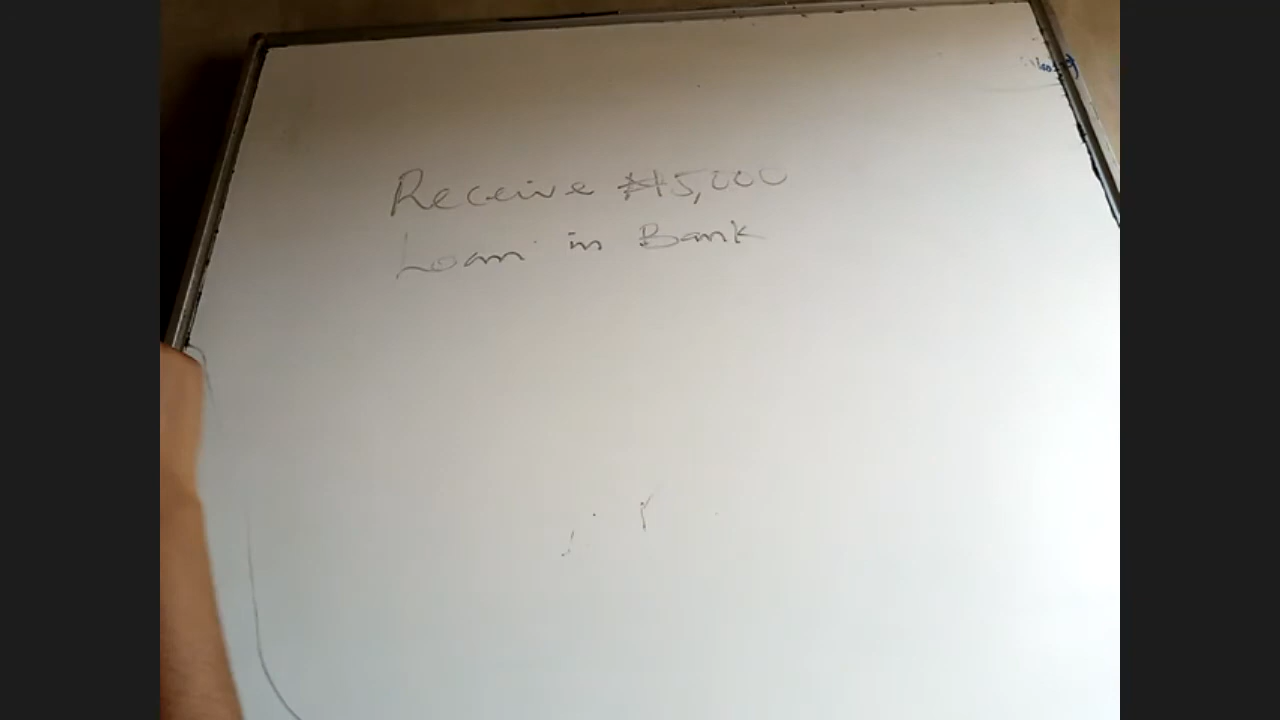 Receive ₦45,000
Loan in Bank